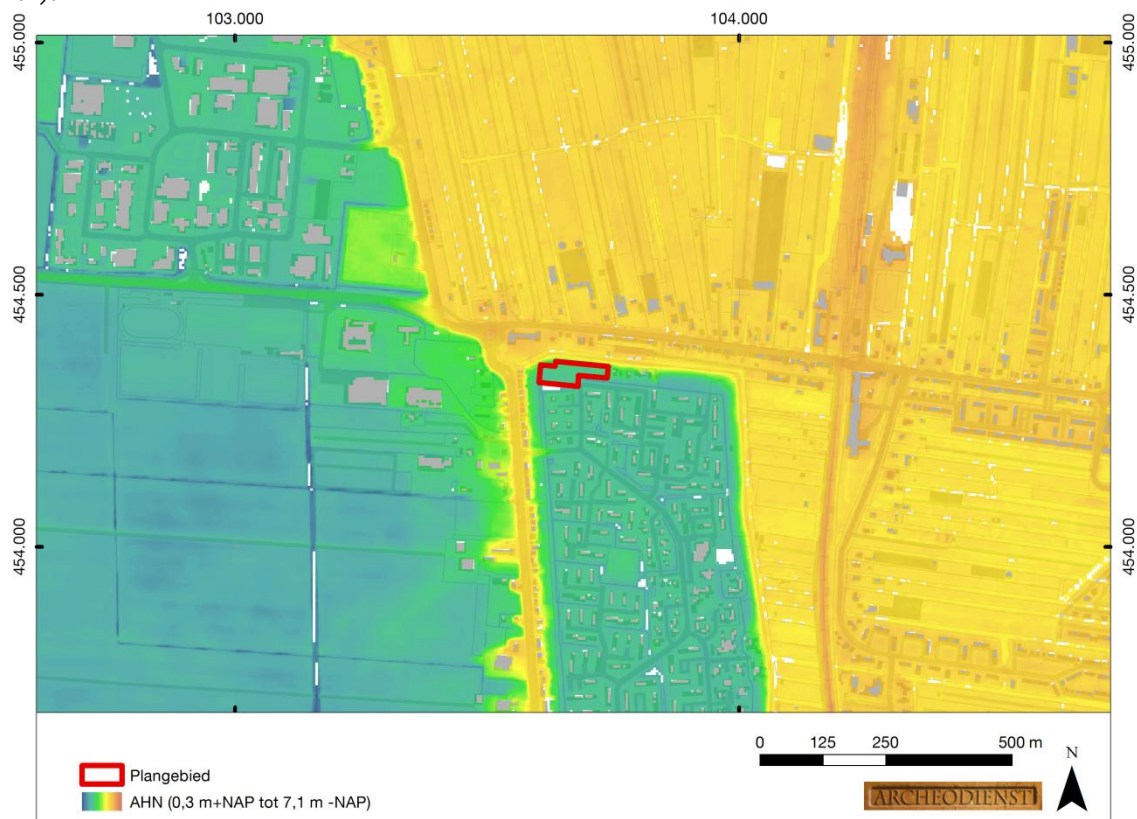 103.000 104.000
455.000 455.000
454.500 454.500
454.000 454.000
0 125 250 500 m
N
Plangebied
AHN (0,3 m+NAP tot 7,1 m -NAP)
ARCHEODIENST